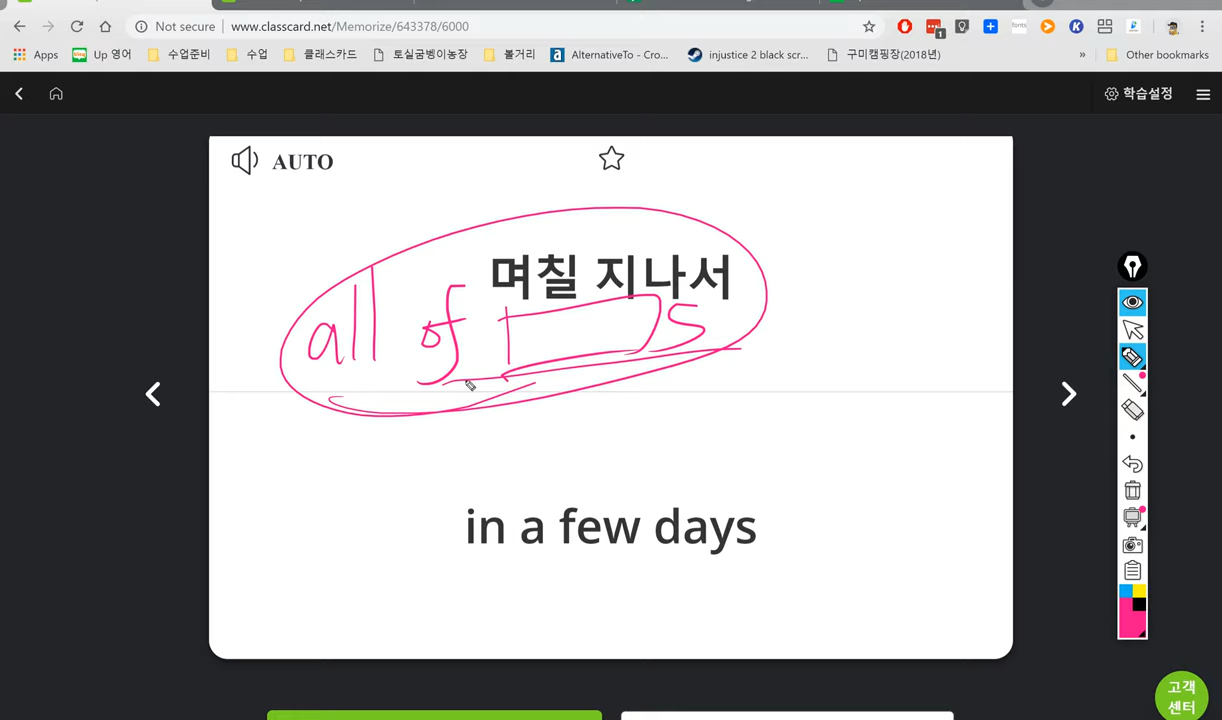 Not secure www.classcard.net/Memorize/643378/6000
fonts
1
K
Apps Up 영어 수업준비 수업 클래스카드 토실굼벵이농장 볼거리 a AlternativeTo - Cro... injustice 2 black scr... 구미캠핑장(2018년) » Other bookmarks
학습설정
AUTO
며칠 지나서
all of s
in a few days
고객
센터